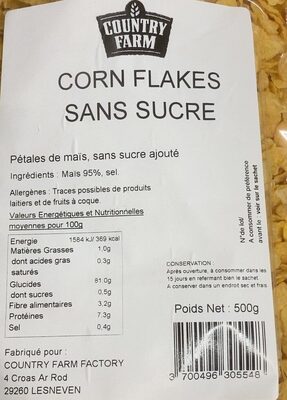 COUNTRY
FARM
CORN FLAKES
SANS SUCRE
Pétales de maïs, sans sucre ajouté
Ingrédients : Maïs 95%, sel.
Allergènes : Traces possibles de produits
laitiers et de fruits à coque.
Valeurs Energétiques et Nutritionnelles
moyennes pour 100g
Energie 1584 kJ/ 369 kcal
Matières Grasses 1,0g
dont acides gras 0.3g
saturés
Glucides 81.0g
dont sucres 0.5g
Fibre alimentaires 3.2g
Protéines 7.3g
Sel 0,4g
N°de lot/
A consommer de préférence
avant le : voir sur le sachet
CONSERVATION :
Après ouverture, à consommer dans les
15 jours en refermant bien le sachet.
A conserver dans un endroit sec et frais
Poids Net : 500g
3 700496 305548
Fabriqué pour :
COUNTRY FARM FACTORY
4 Croas Ar Rod
29260 LESNEVEN